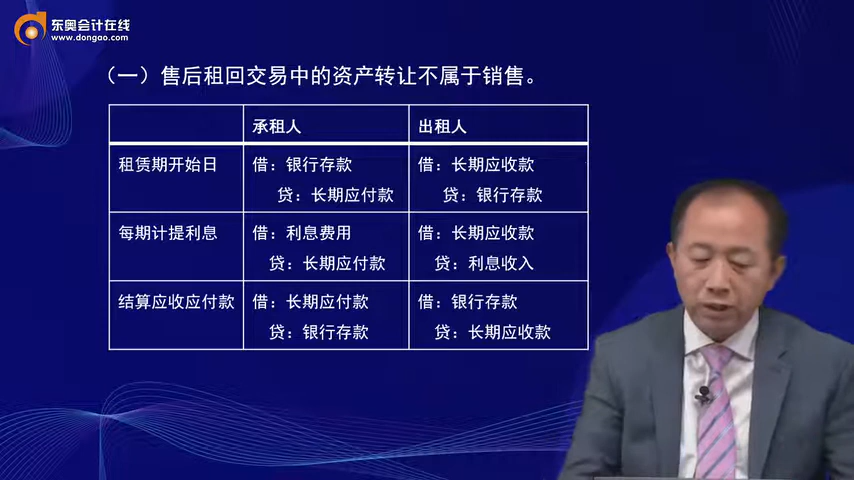 东奥会计在线
www.dongao.com
（一）售后租回交易中的资产转让不属于销售。
承租人 出租人
租赁期开始日 借：银行存款 借：长期应收款
贷：长期应付款 贷：银行存款
每期计提利息 借：利息费用 借：长期应收款
贷：长期应付款 贷：利息收入
结算应收应付款 借：长期应付款 借：银行存款
贷：银行存款 贷：长期应收款